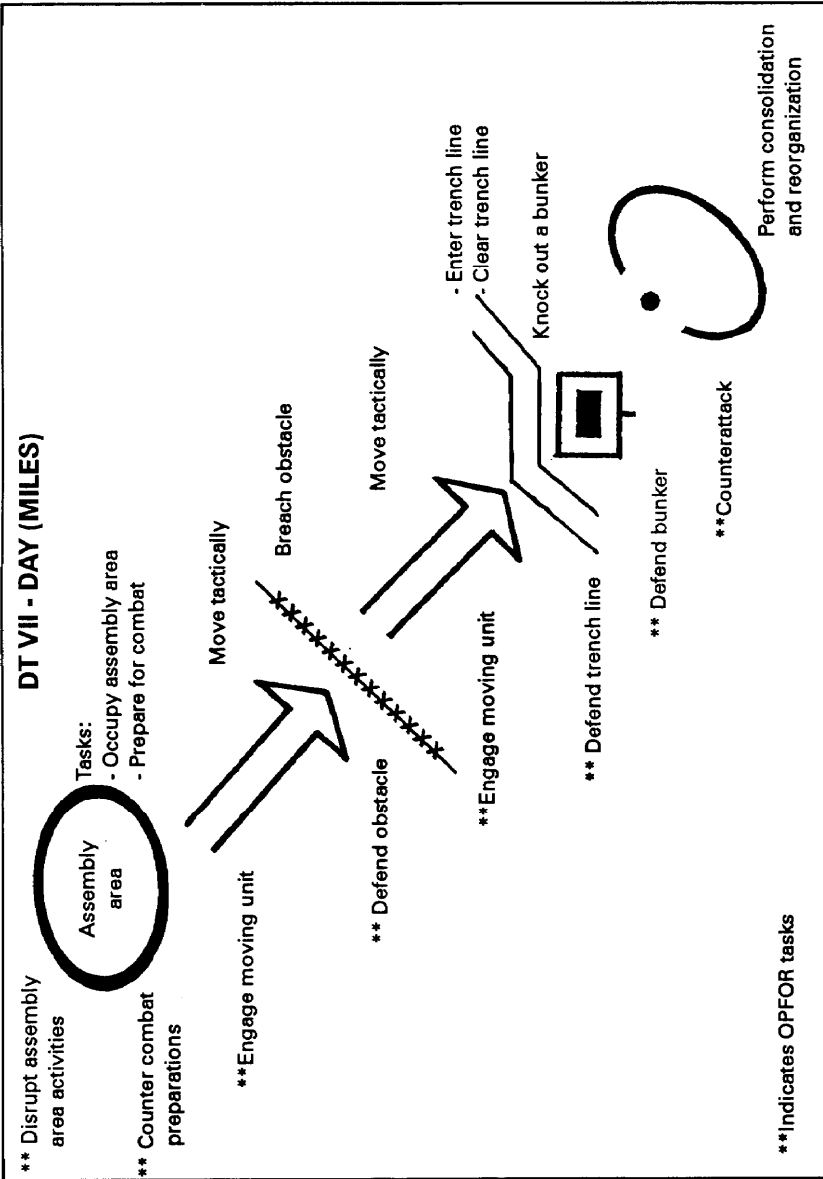 DT VII - DAY (MILES)
** Disrupt assembly
area activities
Assembly
area
Tasks:
- Occupy assembly area
- Prepare for combat
** Counter combat
preparations
Move tactically
**Engage moving unit
Breach obstacle
** Defend obstacle
Move tactically
**Engage moving unit
- Enter trench line
- Clear trench line
** Defend trench line
Knock out a bunker
** Defend bunker
**Counterattack
Perform consolidation
and reorganization
**Indicates OPFOR tasks